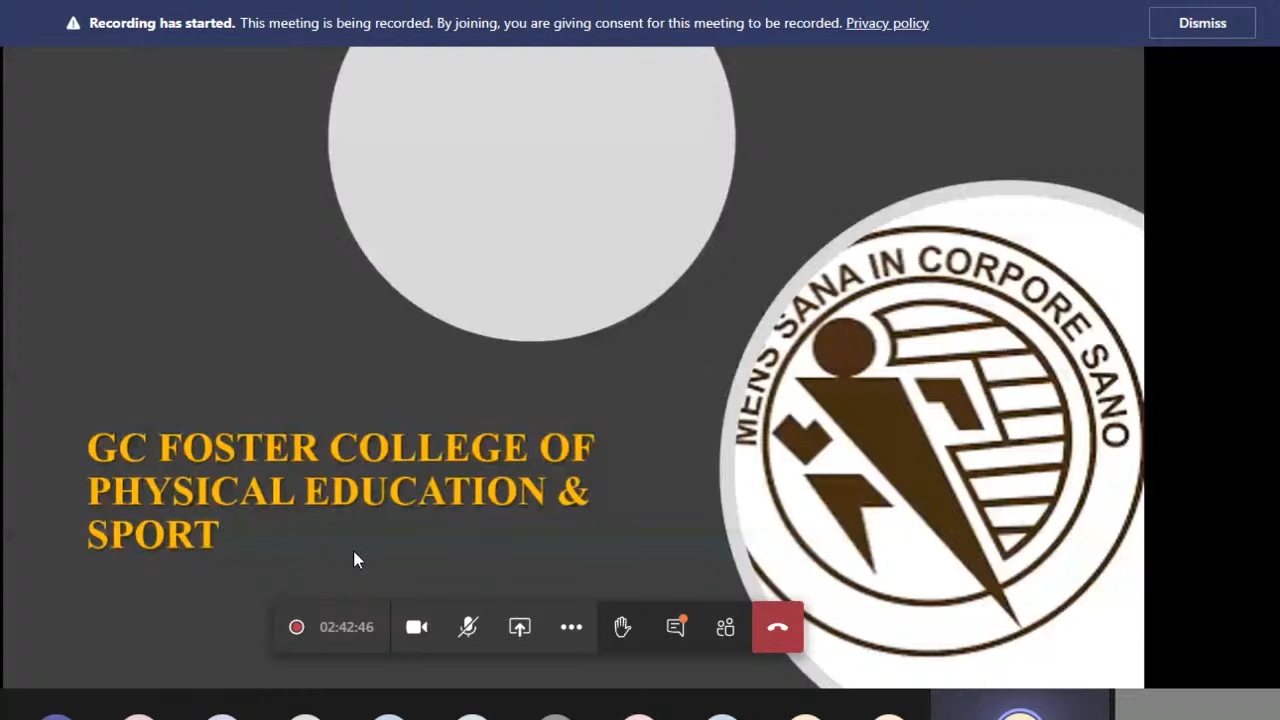 Recording has started. This meeting is being recorded. By joining, you are giving consent for this meeting to be recorded. Privacy policy
Dismiss
MENS SANA IN CORPORE SANO
GC FOSTER COLLEGE OF
PHYSICAL EDUCATION &
SPORT
02:42:46